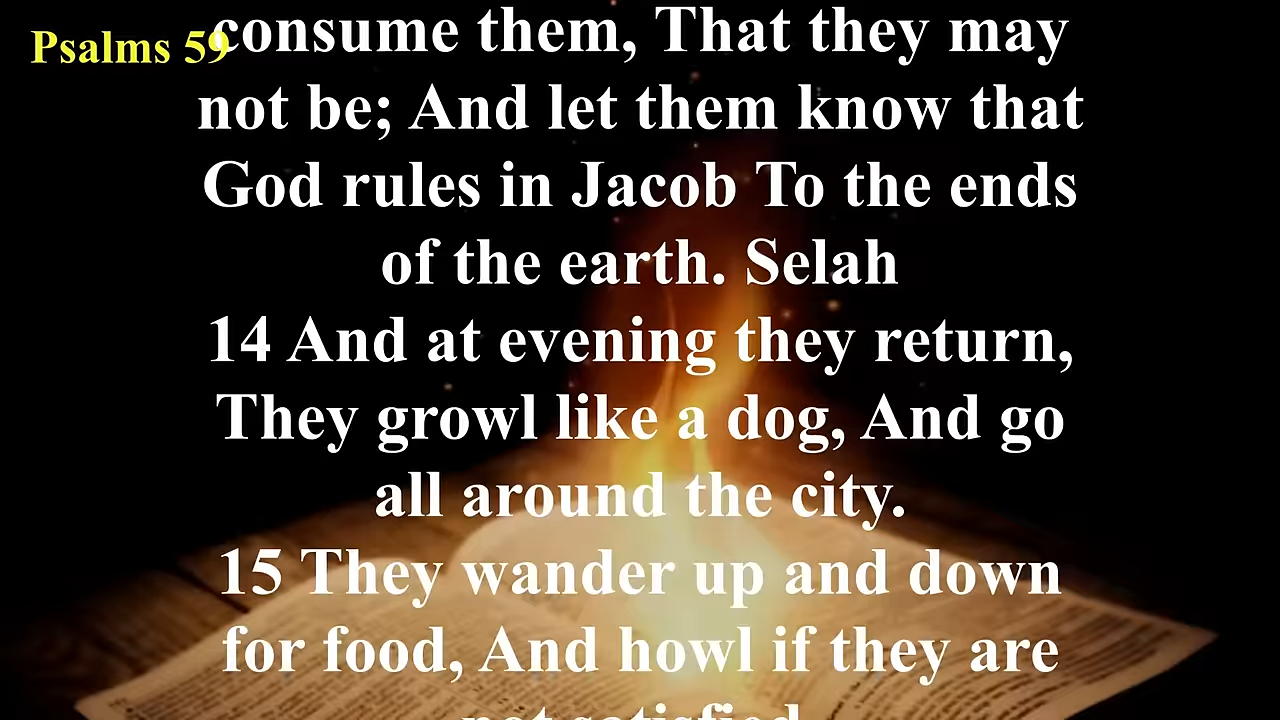 Psalms 59
consume them, That they may
not be; And let them know that
God rules in Jacob To the ends
of the earth. Selah
14 And at evening they return,
They growl like a dog, And go
all around the city.
15 They wander up and down
for food, And howl if they are
not satisfied.